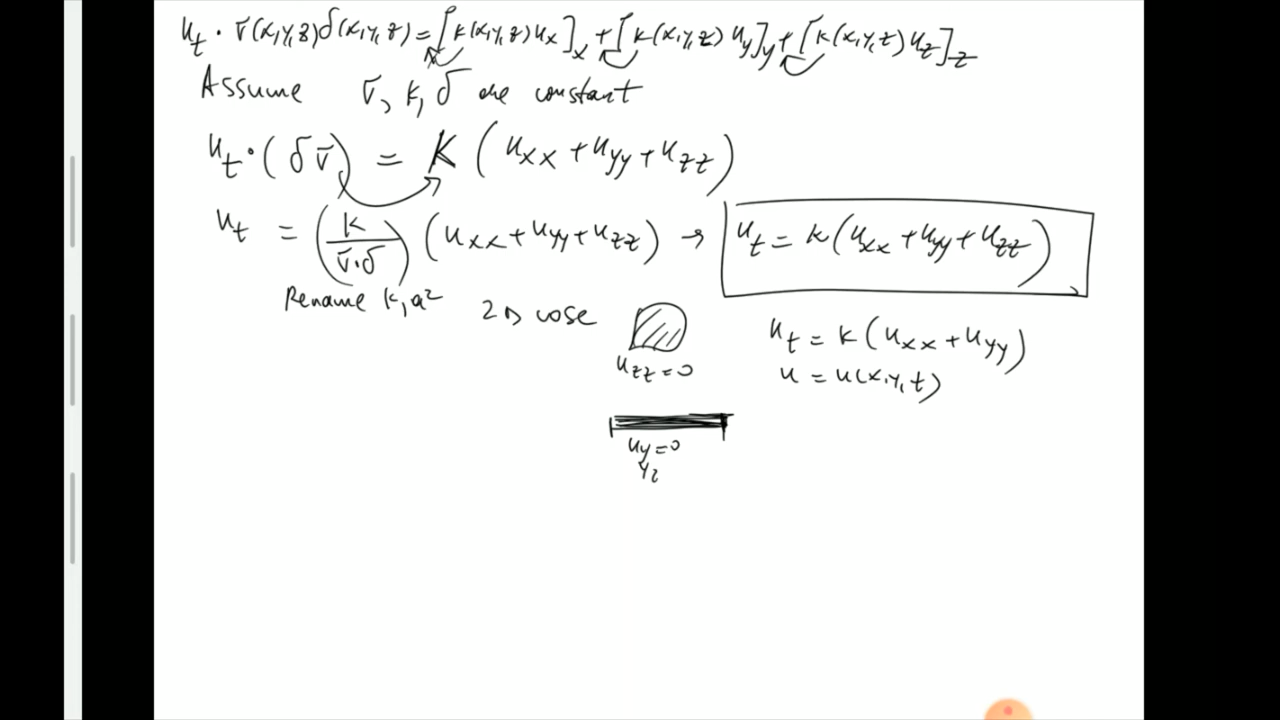 u_t · σ(x,y,z)δ(x,y,z) = [k(x,y,z)u_x]_x + [k(x,y,z)u_y]_y + [k(x,y,z)u_z]_z
Assume σ, k, δ are constant
u_t · (δσ) = K (u_xx + u_yy + u_zz)
u_t = (k / σ·δ) (u_xx + u_yy + u_zz) → u_t = k(u_xx + u_yy + u_zz)
Rename k, a²
2D case
u_zz = 0
u_t = k(u_xx + u_yy)
u = u(x,y,t)
u_y = 0